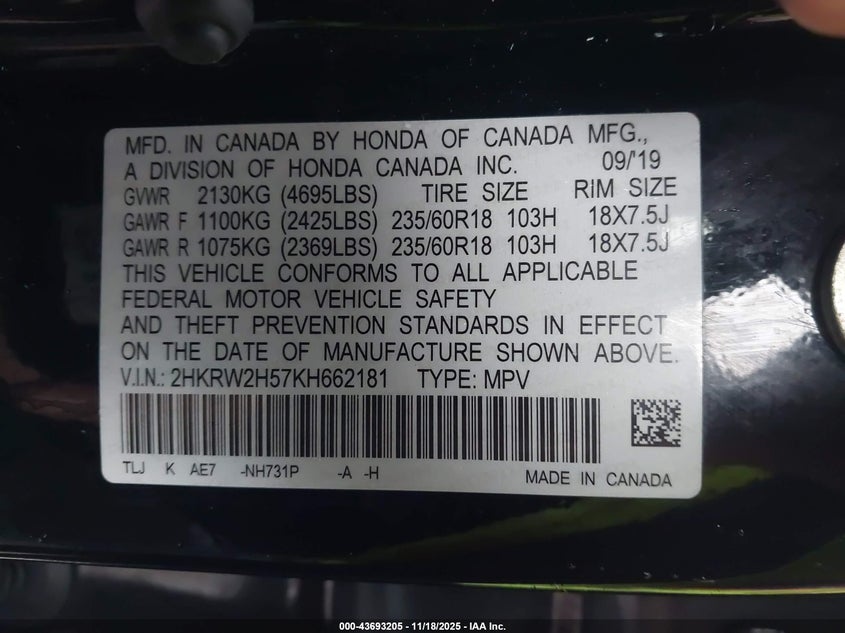 MFD. IN CANADA BY HONDA OF CANADA MFG.,
A DIVISION OF HONDA CANADA INC. 09/'19
GVWR 2130KG (4695LBS) TIRE SIZE RIM SIZE
GAWR F 1100KG (2425LBS) 235/60R18 103H 18X7.5J
GAWR R 1075KG (2369LBS) 235/60R18 103H 18X7.5J
THIS VEHICLE CONFORMS TO ALL APPLICABLE
FEDERAL MOTOR VEHICLE SAFETY
AND THEFT PREVENTION STANDARDS IN EFFECT
ON THE DATE OF MANUFACTURE SHOWN ABOVE.
V.I.N.: 2HKRW2H57KH662181 TYPE: MPV
TLJ K AE7 -NH731P -A -H MADE IN CANADA
000-43693205 - 11/18/2025 - IAA Inc.